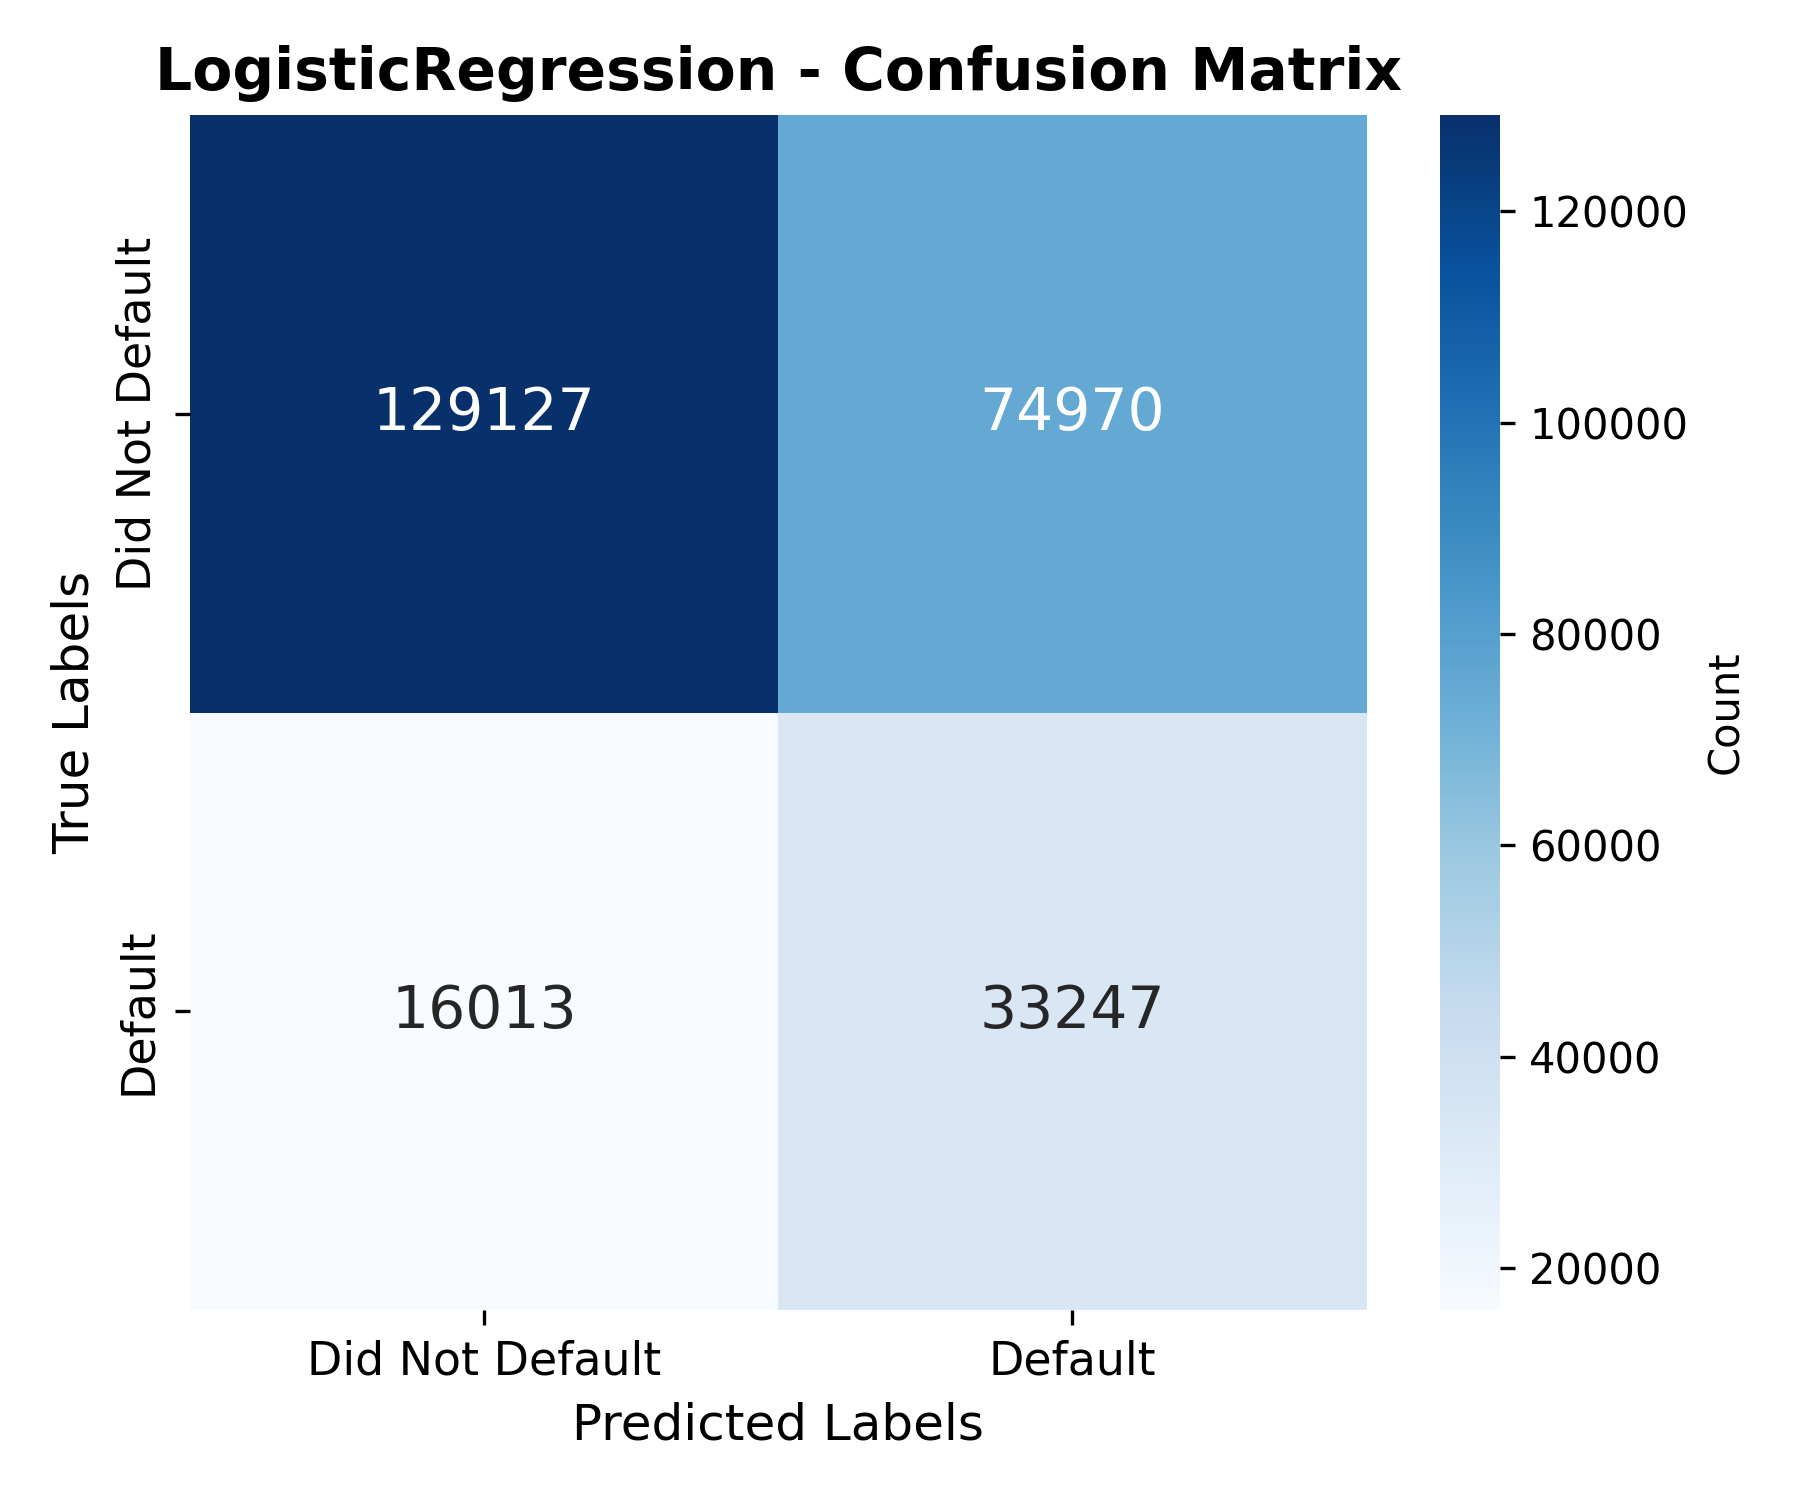 LogisticRegression - Confusion Matrix
True Labels
Did Not Default
129127
74970
Default
16013
33247
Did Not Default
Default
Predicted Labels
120000
100000
80000
60000
40000
20000
Count